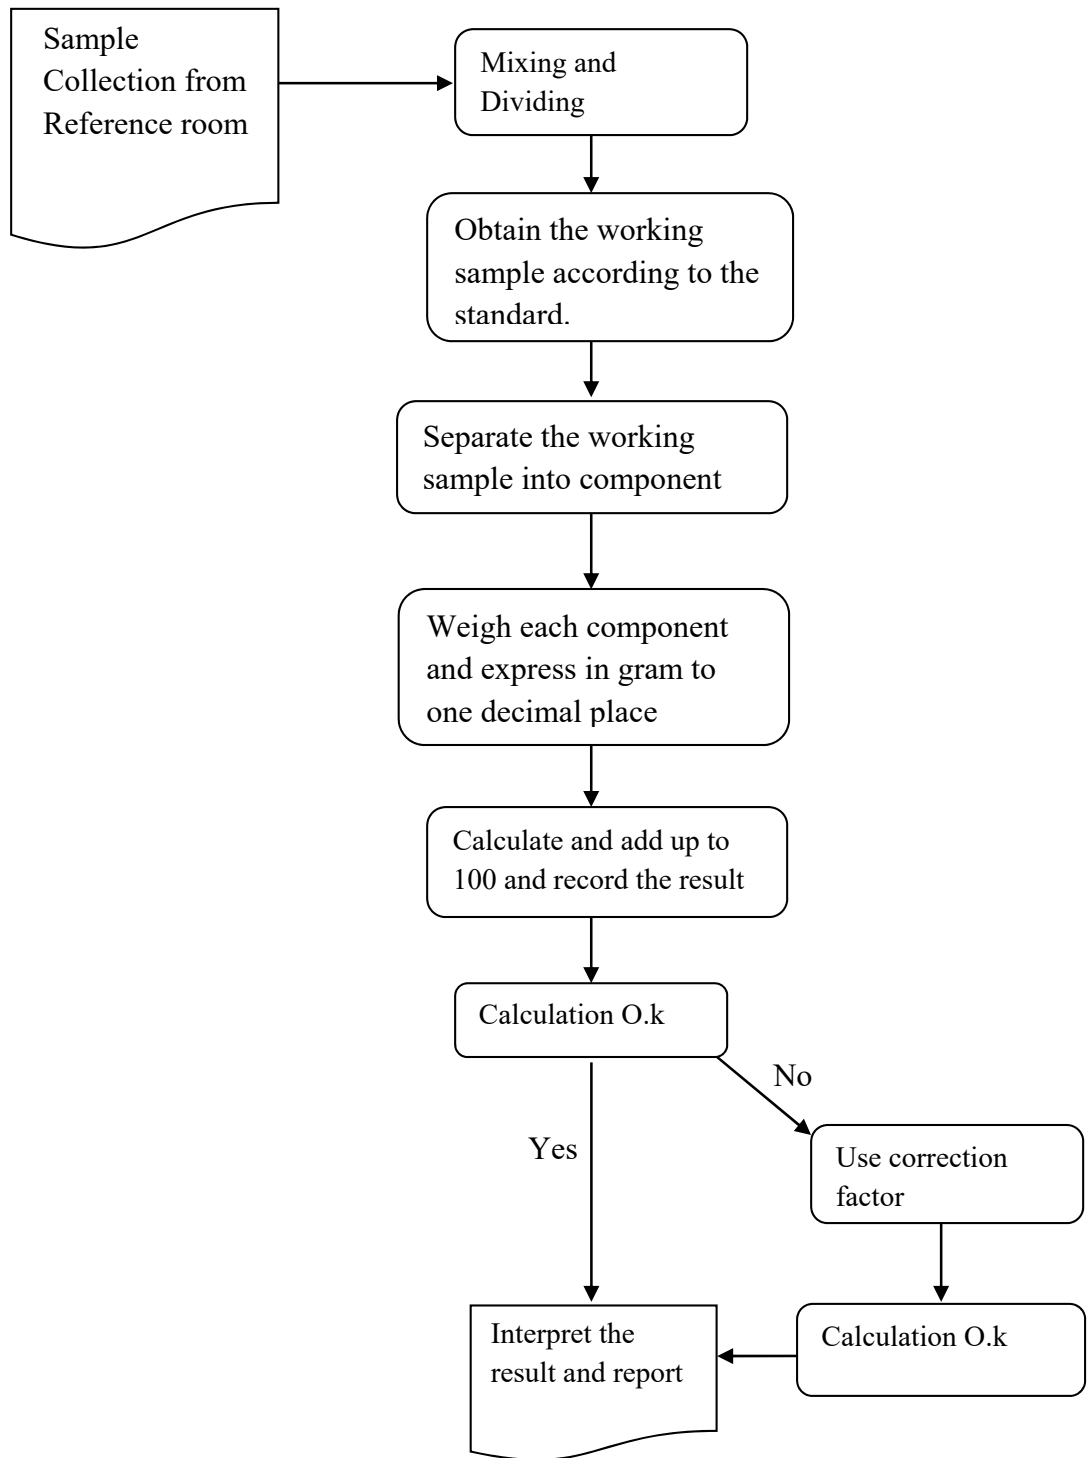 Sample
Collection from
Reference room
Mixing and
Dividing
Obtain the working
sample according to the
standard.
Separate the working
sample into component
Weigh each component
and express in gram to
one decimal place
Calculate and add up to
100 and record the result
Calculation O.k
No
Yes
Use correction
factor
Calculation O.k
Interpret the
result and report